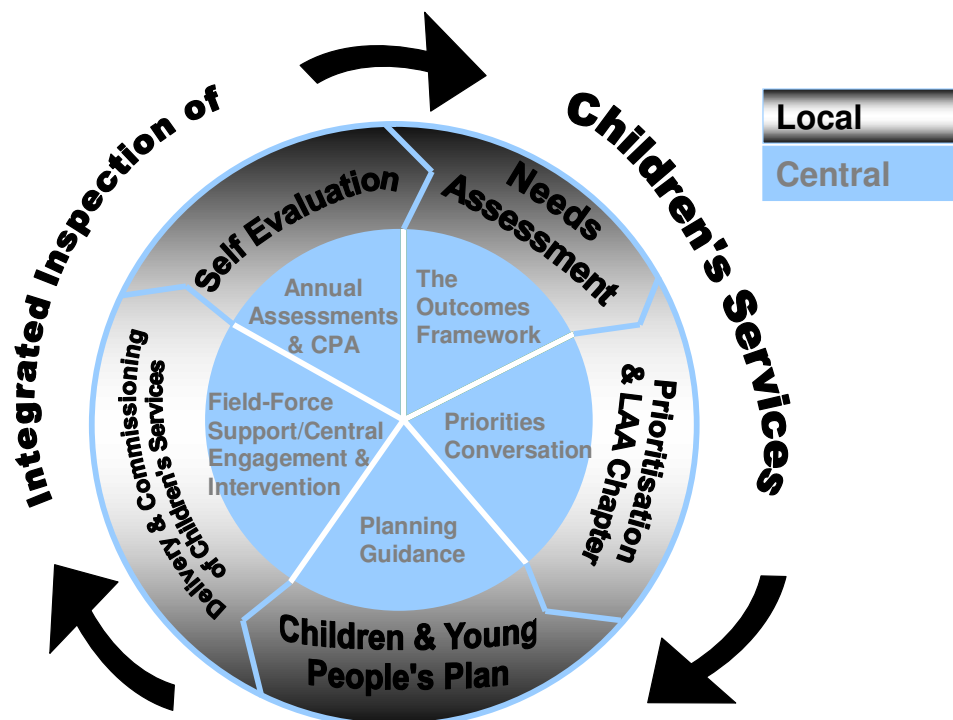 Integrated Inspection of
Children's Services
Local
Central
Self Evaluation
Needs
Assessment
Annual
Assessments
& CPA
The
Outcomes
Framework
Field-Force
Support/Central
Engagement &
Intervention
Priorities
Conversation
Planning
Guidance
Prioritisation
& LAA Chapter
Delivery & Commissioning
of Children's Services
Children & Young
People's Plan